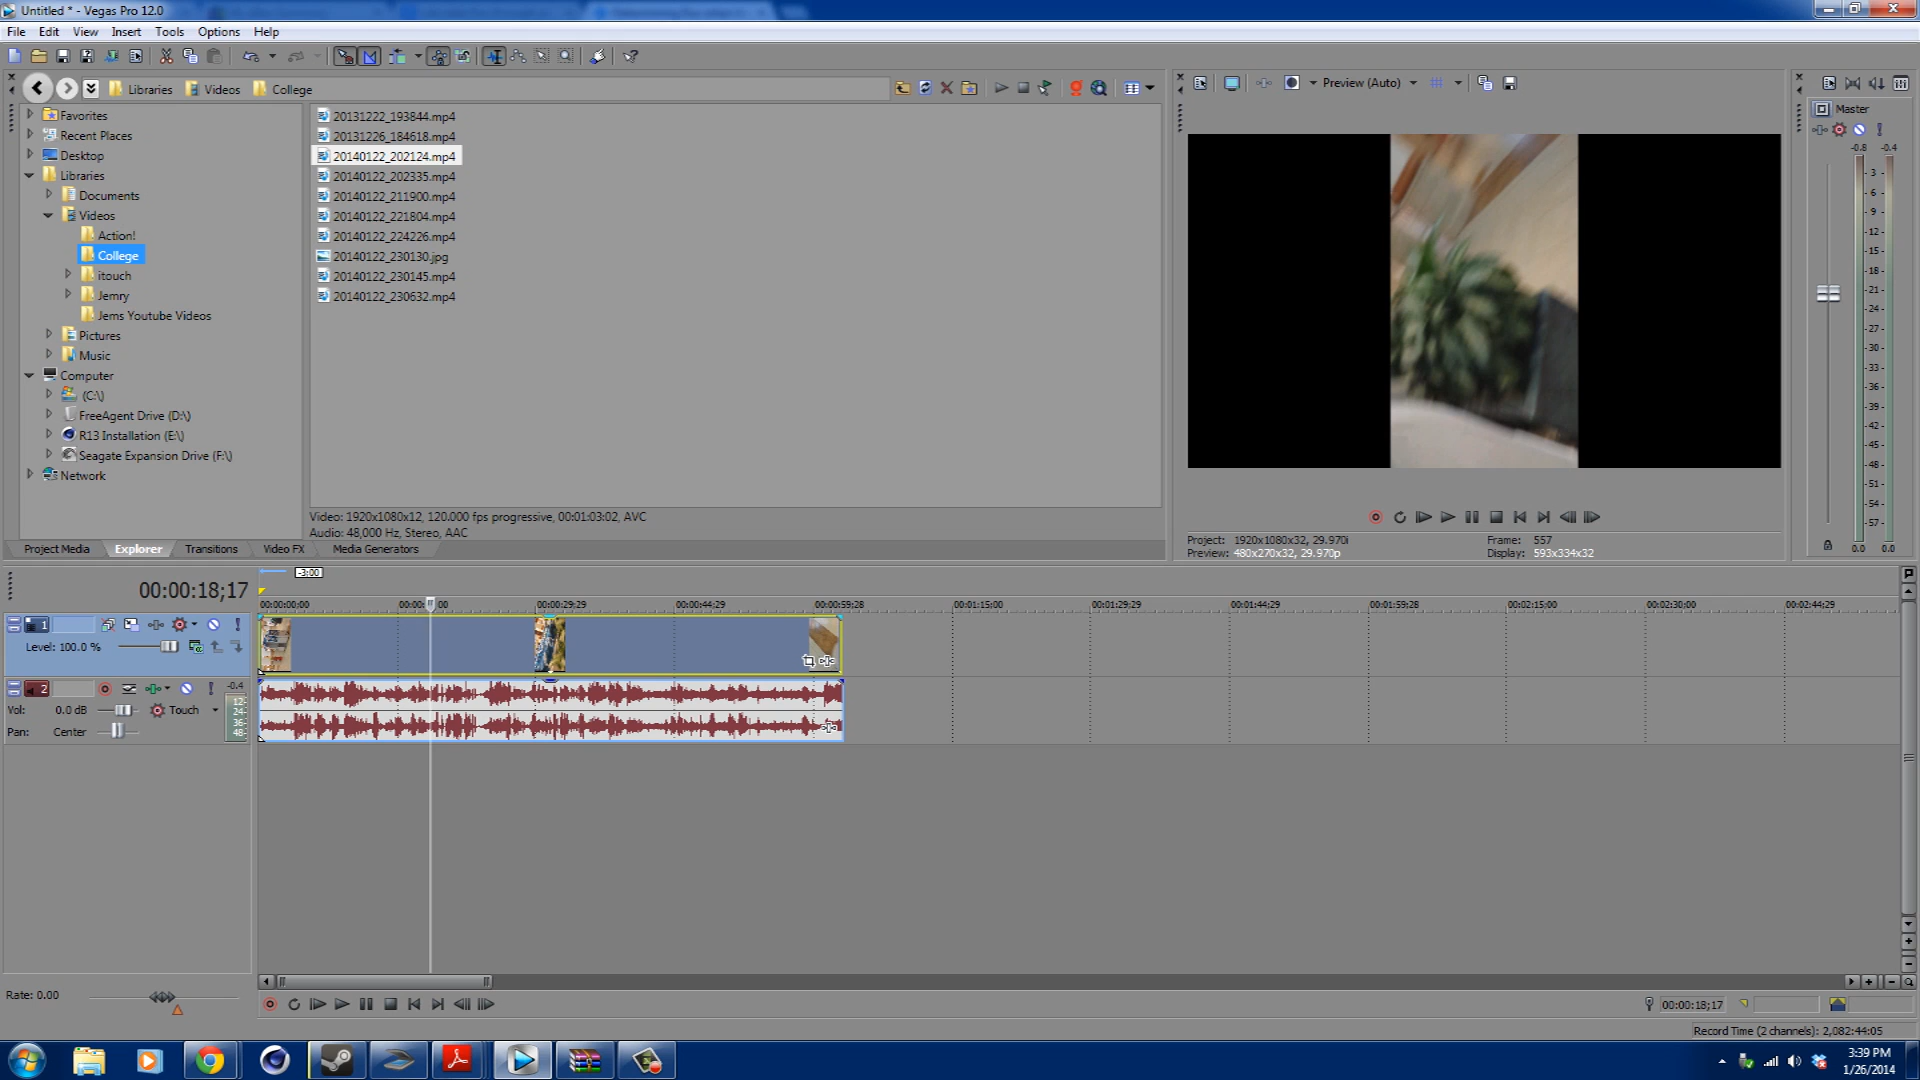 Untitled * - Vegas Pro 12.0
File Edit View Insert Tools Options Help
Libraries Videos College
Preview (Auto)
Master
Favorites
Recent Places
Desktop
Libraries
Documents
Videos
Action!
College
itouch
Jemry
Jems Youtube Videos
Pictures
Music
Computer
(C:\)
FreeAgent Drive (D:\)
R13 Installation (E:\)
Seagate Expansion Drive (F:\)
Network
20131222_193844.mp4
20131226_184618.mp4
20140122_202124.mp4
20140122_202335.mp4
20140122_211900.mp4
20140122_221804.mp4
20140122_224226.mp4
20140122_230130.jpg
20140122_230145.mp4
20140122_230632.mp4
Video: 1920x1080x12, 120.000 fps progressive, 00:01:03:02, AVC
Audio: 48,000 Hz, Stereo, AAC
Project Media Explorer Transitions Video FX Media Generators
Project: 1920x1080x32, 29.970i
Preview: 480x270x32, 29.970p
Frame: 557
Display: 593x334x32
-0.8 -0.4
- 3 -
- 6 -
- 9 -
-12-
-15-
-18-
-21-
-24-
-27-
-30-
-33-
-36-
-39-
-42-
-45-
-48-
-51-
-54-
-57-
0.0 0.0
00:00:18;17
-3:00
00:00:00;00 00:00: 00 00:00:29;29 00:00:44;29 00:00:59;28 00:01:15;00 00:01:29;29 00:01:44;29 00:01:59;28 00:02:15;00 00:02:30;00 00:02:44;29
1
Level: 100.0 %
2
-0.4
Vol: 0.0 dB Touch
Pan: Center
12-
24-
36-
48-
Rate: 0.00
00:00:18;17
Record Time (2 channels): 2,082:44:05
3:39 PM
1/26/2014